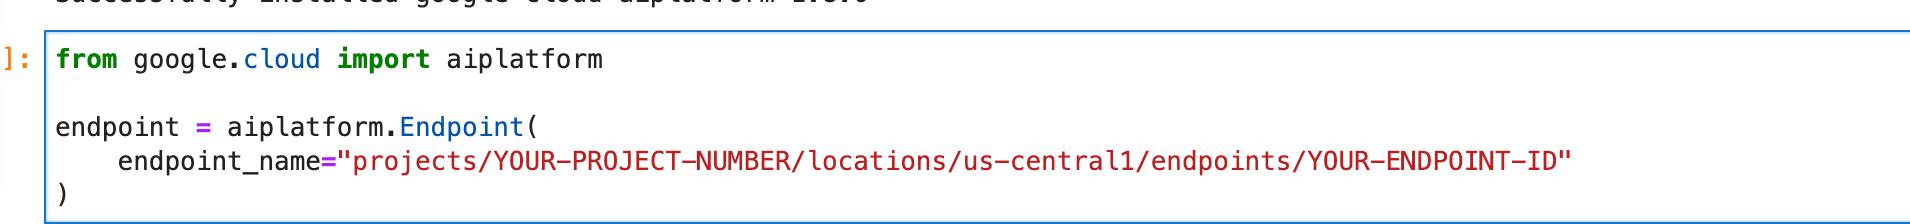 ]: from google.cloud import aiplatform
endpoint = aiplatform.Endpoint(
    endpoint_name="projects/YOUR-PROJECT-NUMBER/locations/us-central1/endpoints/YOUR-ENDPOINT-ID"
)